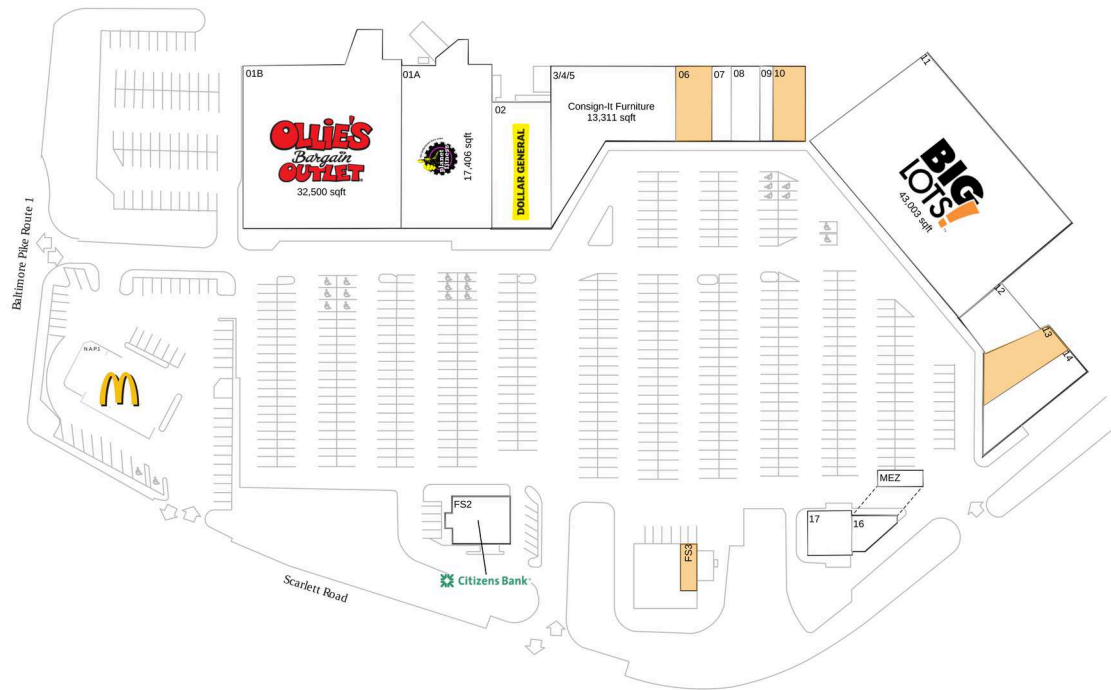 01B
OLLIE'S
Bargain
OUTLET
32,500 sqft
01A
17,406 sqft
02
DOLLAR GENERAL
3/4/5
Consign-It Furniture
13,311 sqft
06
07
08
09
10
11
BIG
LOTS!
43,003 sqft
12
13
14
Baltimore Pike Route 1
N.A.P.1
MEZ
17
16
FS2
Citizens Bank
FS3
Scarlett Road